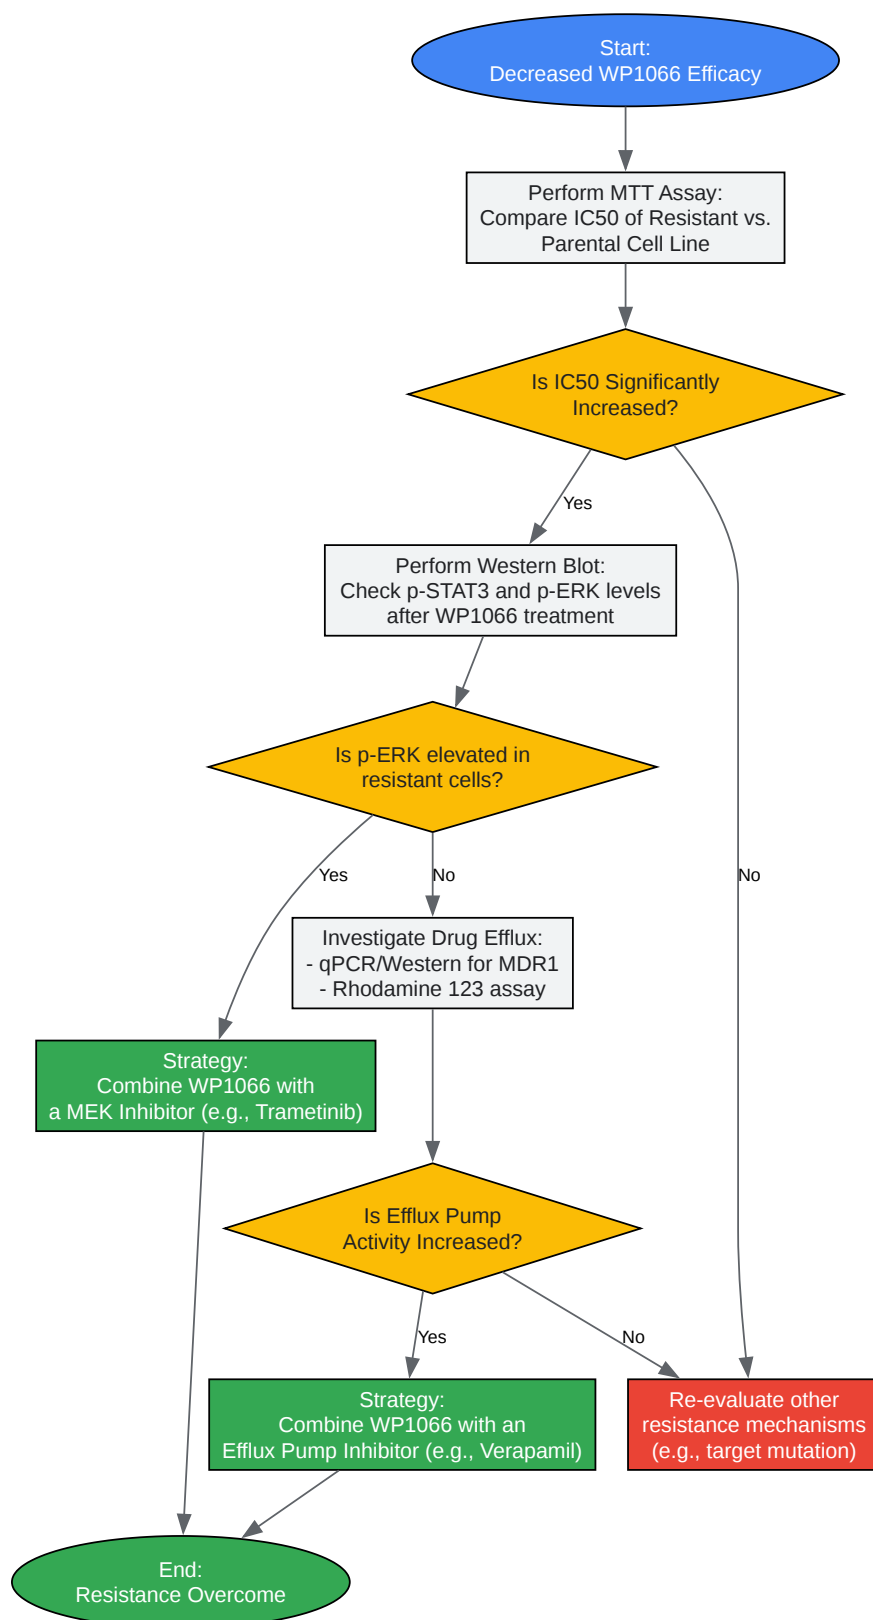 Start:
Decreased WP1066 Efficacy
Perform MTT Assay:
Compare IC50 of Resistant vs.
Parental Cell Line
Is IC50 Significantly
Increased?
Yes
Perform Western Blot:
Check p-STAT3 and p-ERK levels
after WP1066 treatment
Is p-ERK elevated in
resistant cells?
Yes
No
No
Investigate Drug Efflux:
- qPCR/Western for MDR1
- Rhodamine 123 assay
Strategy:
Combine WP1066 with
a MEK Inhibitor (e.g., Trametinib)
Is Efflux Pump
Activity Increased?
Yes
No
Strategy:
Combine WP1066 with an
Efflux Pump Inhibitor (e.g., Verapamil)
Re-evaluate other
resistance mechanisms
(e.g., target mutation)
End:
Resistance Overcome